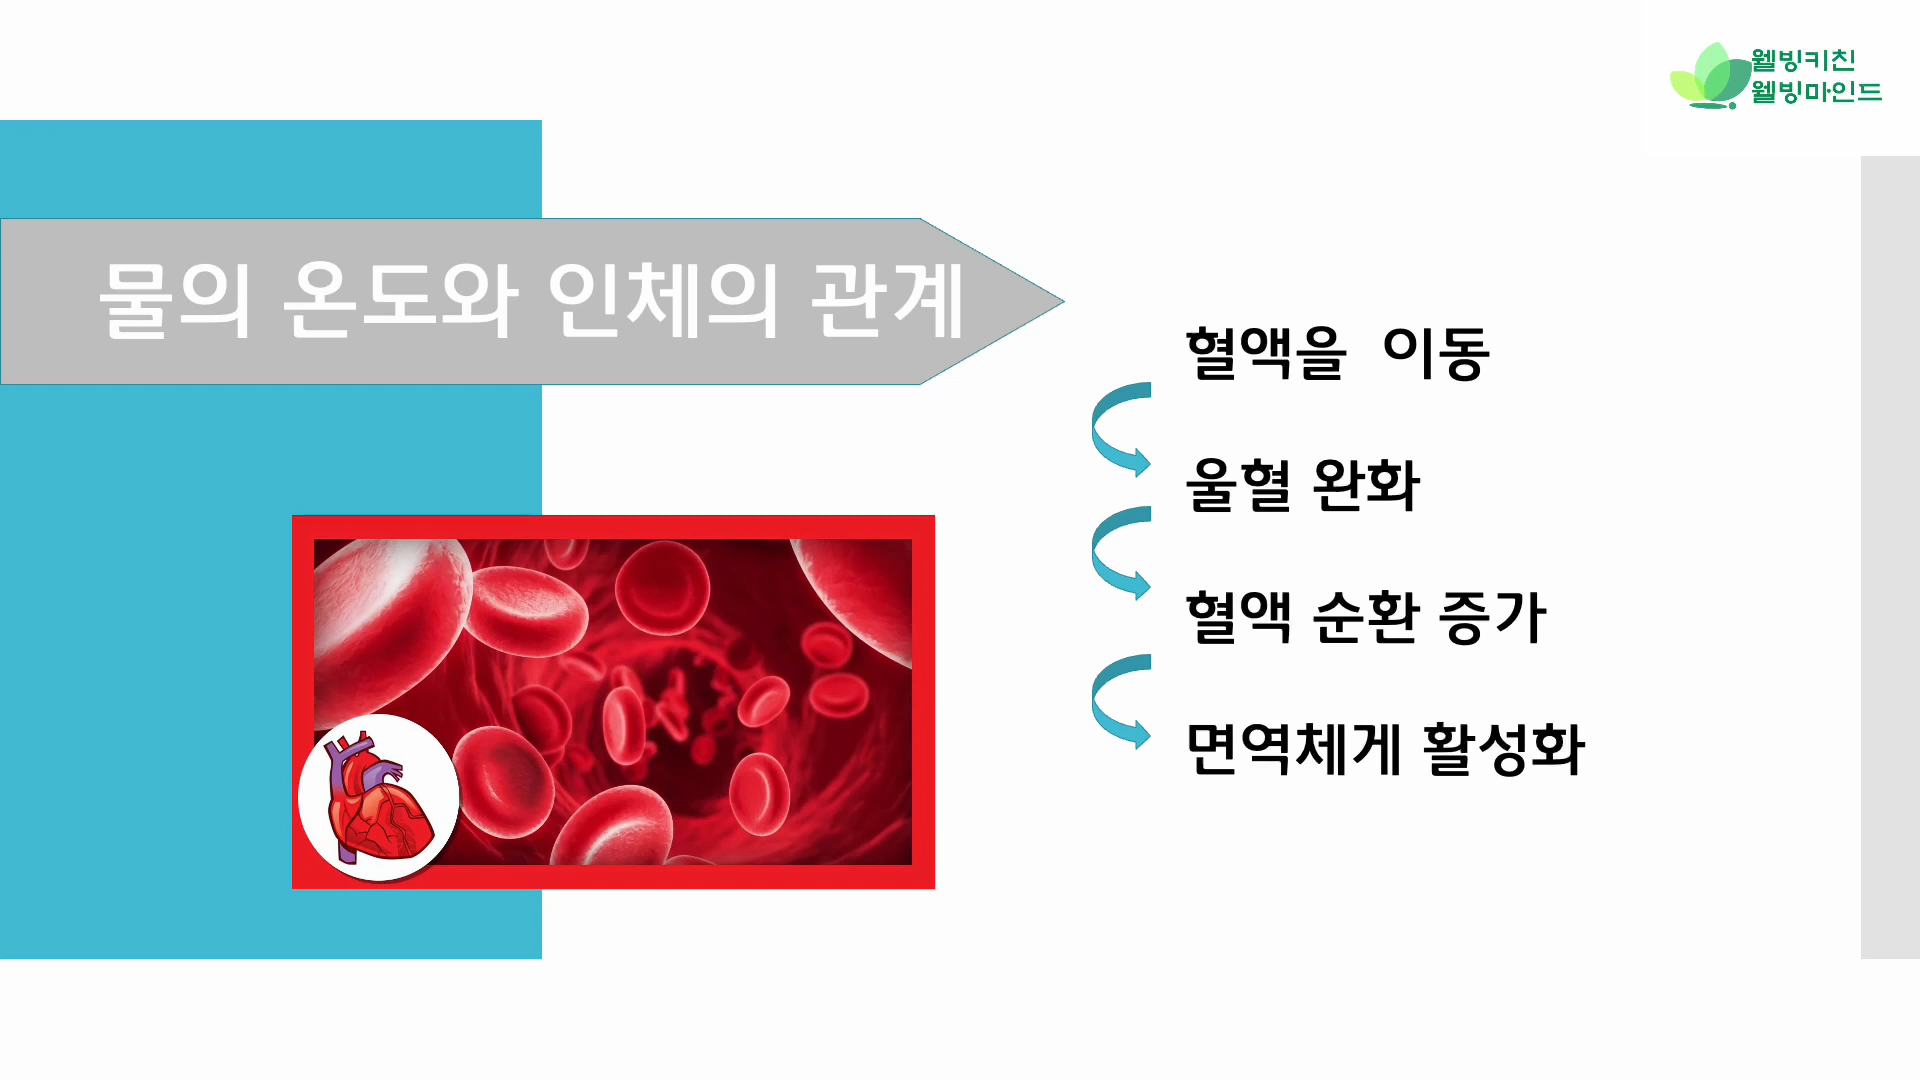 웰빙키친
웰빙마인드
물의 온도와 인체의 관계
혈액을 이동
울혈 완화
혈액 순환 증가
면역체게 활성화